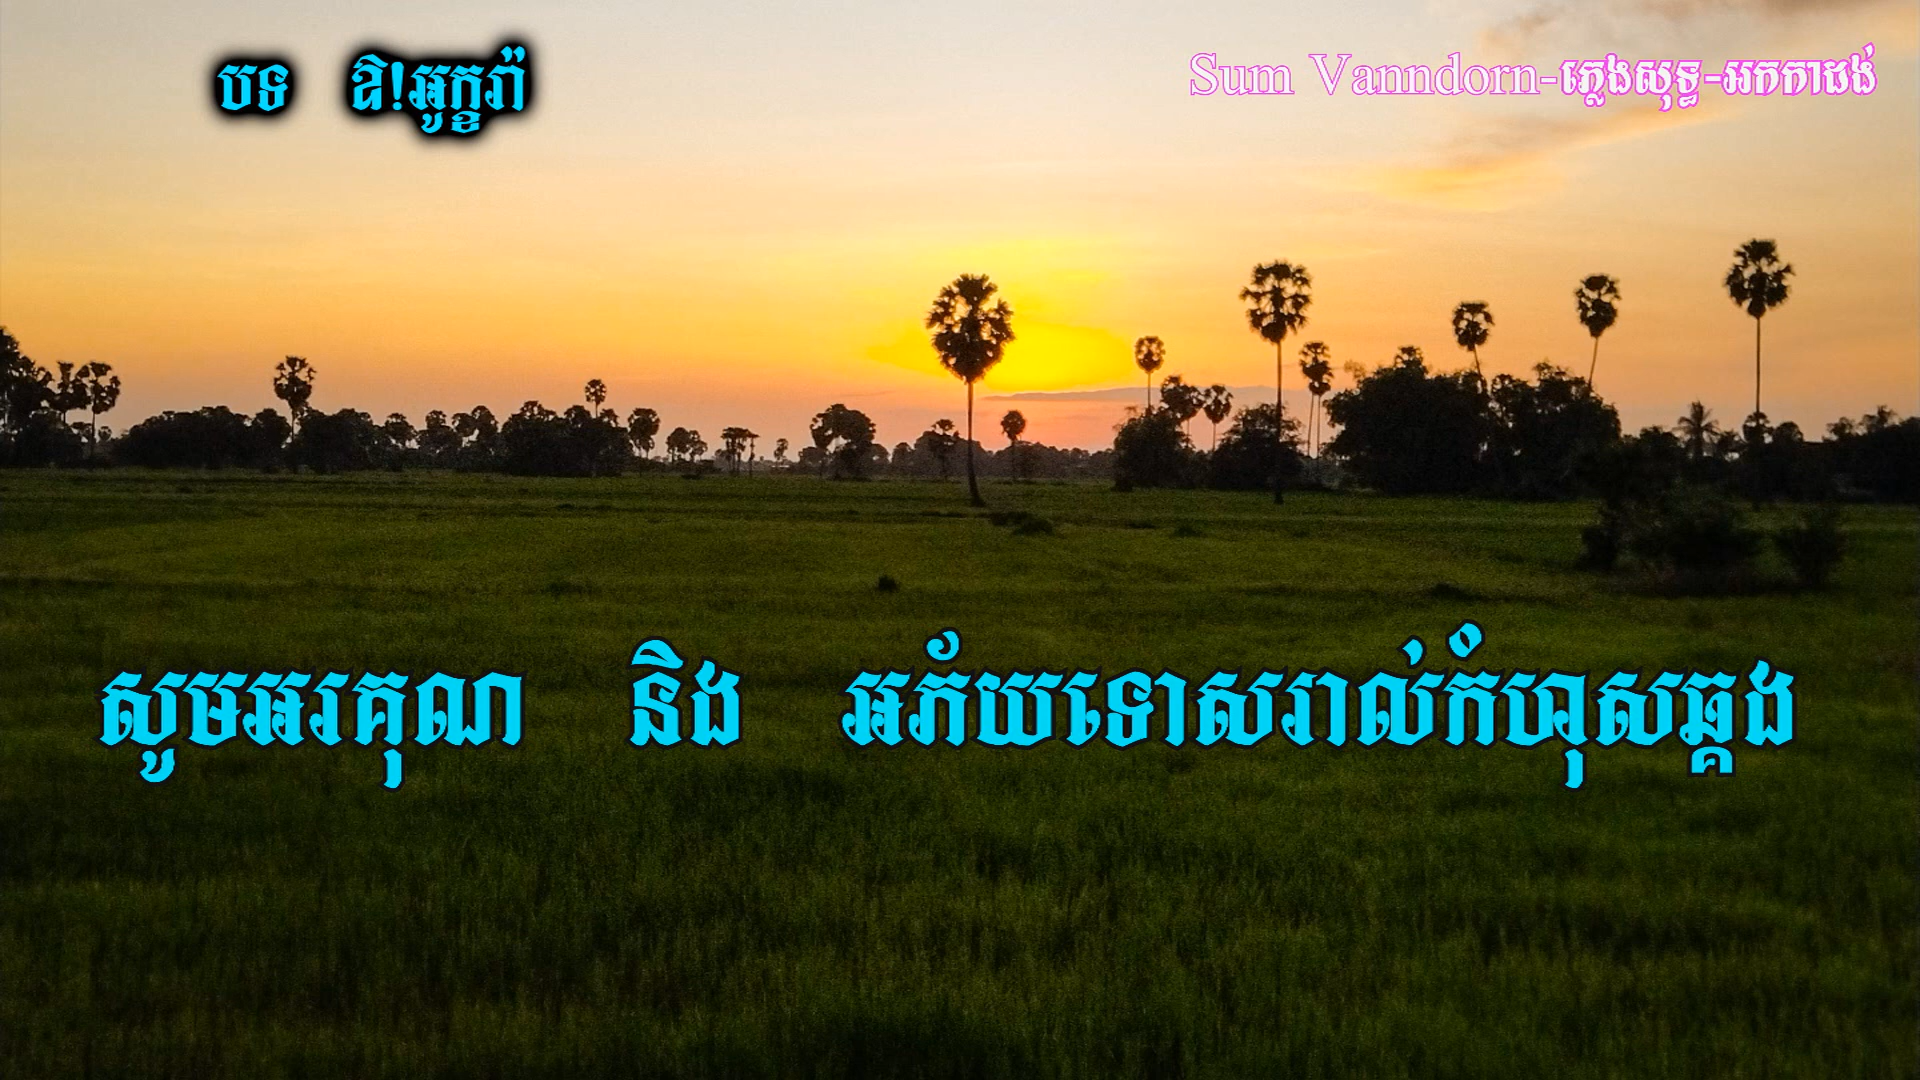 បទ ឱ!អូក្ខរ៉ា
Sum Vanndorn-ភ្លេងសុទ្ធ-អកកាដង់
សូមអរគុណ និង អភ័យទោសរាល់កំហុសឆ្គង